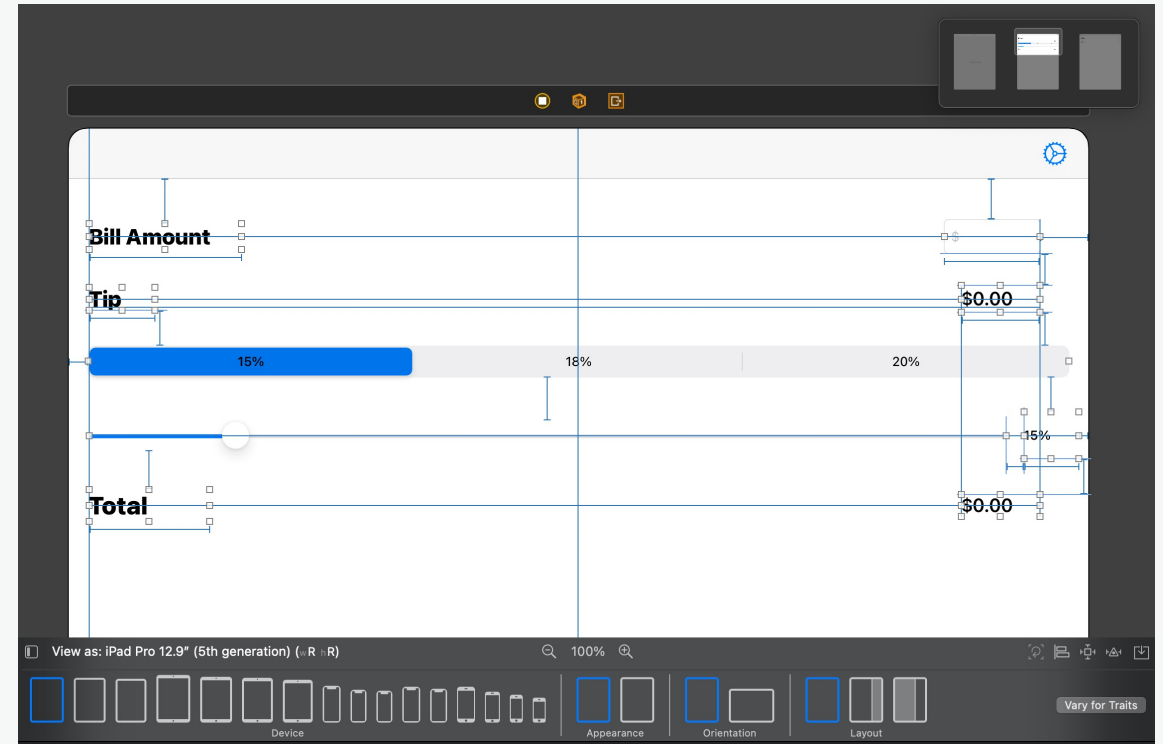 Bill Amount
$
Tip
$0.00
15%
18%
20%
15%
Total
$0.00
View as: iPad Pro 12.9” (5th generation) (wR hR)
100%
Vary for Traits
Device
Appearance
Orientation
Layout